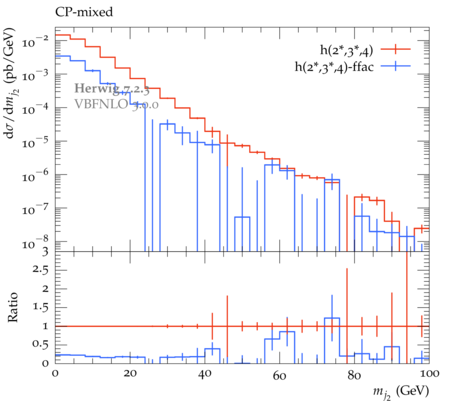 CP-mixed
h(2*,3*,4)
h(2*,3*,4)-ffac
Herwig 7.2.3
VBFNLO 3.0.0
dσ/dm_{j_2} (pb/GeV)
10^{-2}
10^{-3}
10^{-4}
10^{-5}
10^{-6}
10^{-7}
10^{-8}
Ratio
2.5
2
1.5
1
0.5
0
0 20 40 60 80 100
m_{j_2} (GeV)